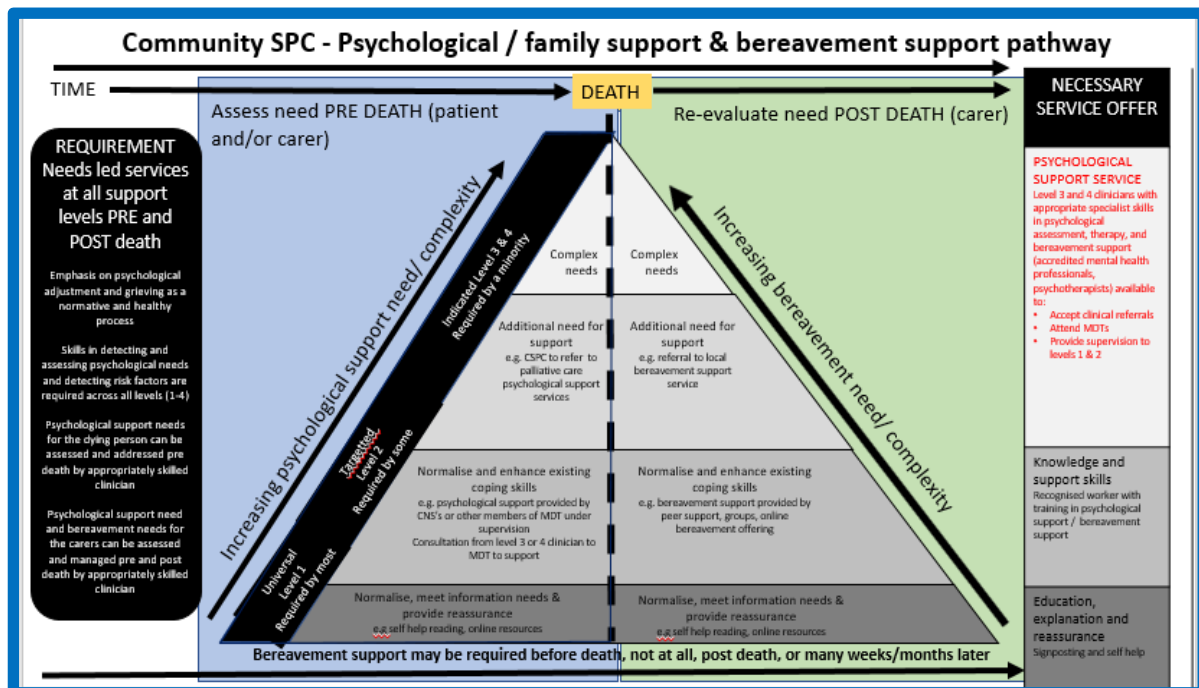 Community SPC - Psychological / family support & bereavement support pathway
TIME
DEATH
Assess need PRE DEATH (patient
and/or carer)
Re-evaluate need POST DEATH (carer)
NECESSARY
SERVICE OFFER
REQUIREMENT
Needs led services
at all support
levels PRE and
POST death
Emphasis on psychological
adjustment and grieving as a
normative and healthy
process
Skills in detecting and
assessing psychological needs
and detecting risk factors are
required across all levels (1-4)
Psychological support needs
for the dying person can be
assessed and addressed pre
death by appropriately skilled
clinician
Psychological support need
and bereavement needs for
the carers can be assessed
and managed pre and post
death by appropriately skilled
clinician
Increasing psychological support need/ complexity
Indicated Level 3 & 4
Required by a minority
Targetted
Level 2
Required by some
Universal
Level 1
Required by most
Complex
needs
Additional need for
support
e.g. CSPC to refer to
palliative care
psychological support
services
Normalise and enhance existing
coping skills
e.g. psychological support provided by
CNS's or other members of MDT under
supervision
Consultation from level 3 or 4 clinician to
MDT to support
Normalise, meet information needs &
provide reassurance
e.g self help reading, online resources
Complex
needs
Additional need for
support
e.g. referral to local
bereavement support
service
Normalise and enhance existing
coping skills
e.g. bereavement support provided by
peer support, groups, online
bereavement offering
Normalise, meet information needs &
provide reassurance
e.g self help reading, online resources
Increasing bereavement need/ complexity
PSYCHOLOGICAL
SUPPORT SERVICE
Level 3 and 4 clinicians with
appropriate specialist skills
in psychological
assessment, therapy, and
bereavement support
(accredited mental health
professionals,
psychotherapists) available
to:
• Accept clinical referrals
• Attend MDTs
• Provide supervision to
levels 1 & 2
Knowledge and
support skills
Recognised worker with
training in psychological
support / bereavement
support
Education,
explanation and
reassurance
Signposting and self help
Bereavement support may be required before death, not at all, post death, or many weeks/months later